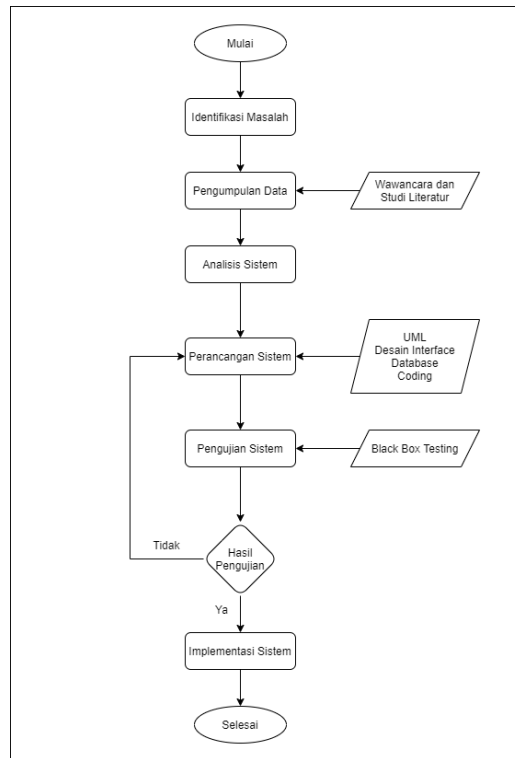 Mulai
Identifikasi Masalah
Pengumpulan Data
Wawancara dan
Studi Literatur
Analisis Sistem
Perancangan Sistem
UML
Desain Interface
Database
Coding
Pengujian Sistem
Black Box Testing
Tidak
Hasil
Pengujian
Ya
Implementasi Sistem
Selesai